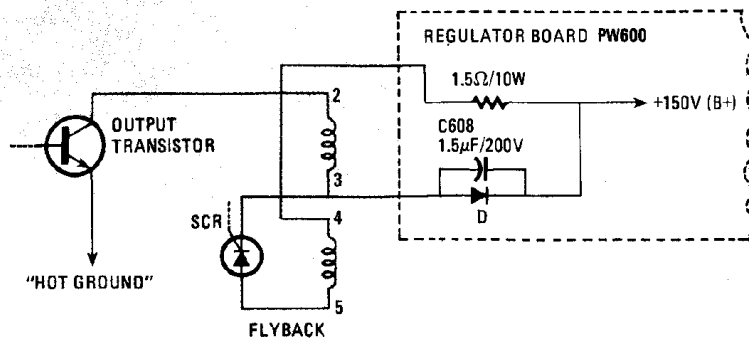 REGULATOR BOARD PW600
1.5Ω/10W
+150V (B+)
C608
1.5µF/200V
D
2
OUTPUT
TRANSISTOR
3
4
SCR
5
"HOT GROUND"
FLYBACK